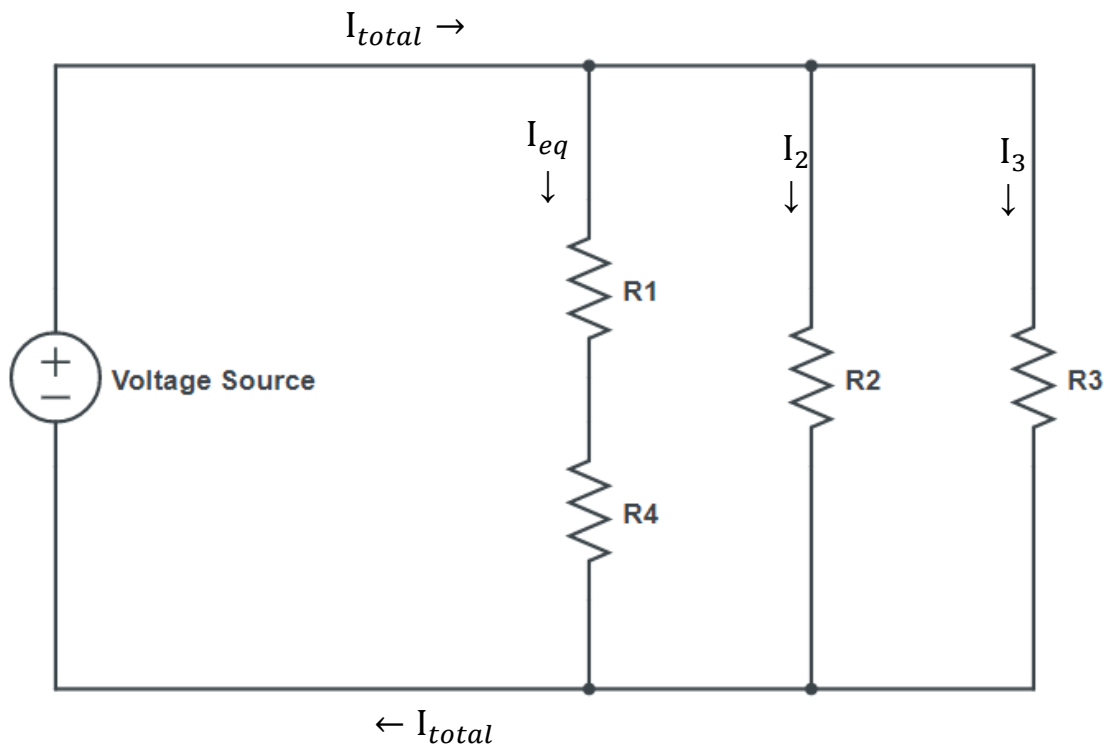 I_total →
I_eq
↓
I_2
↓
I_3
↓
R1
+
−
Voltage Source
R2
R3
R4
← I_total